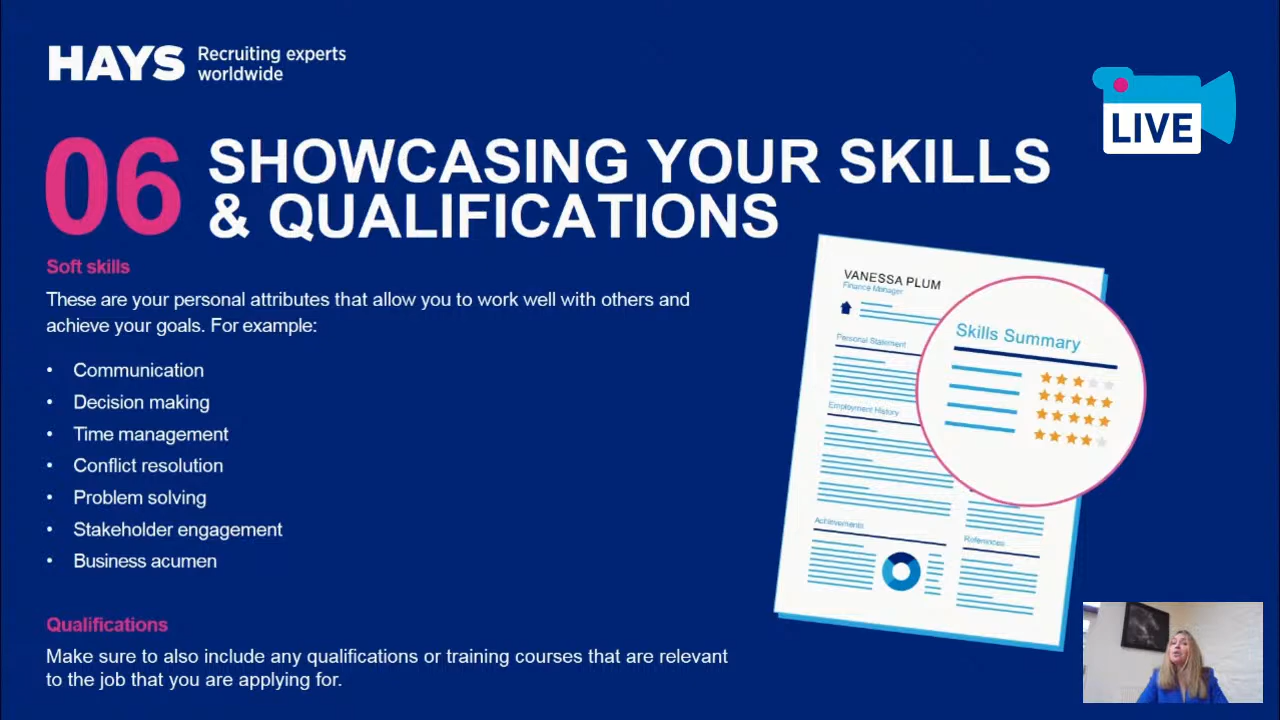 HAYS Recruiting experts
worldwide
LIVE
06 SHOWCASING YOUR SKILLS
& QUALIFICATIONS
Soft skills
These are your personal attributes that allow you to work well with others and
achieve your goals. For example:
• Communication
• Decision making
• Time management
• Conflict resolution
• Problem solving
• Stakeholder engagement
• Business acumen
Qualifications
Make sure to also include any qualifications or training courses that are relevant
to the job that you are applying for.
VANESSA PLUM
Finance Manager
Personal Statement
Skills Summary
Employment History
Achievements
References